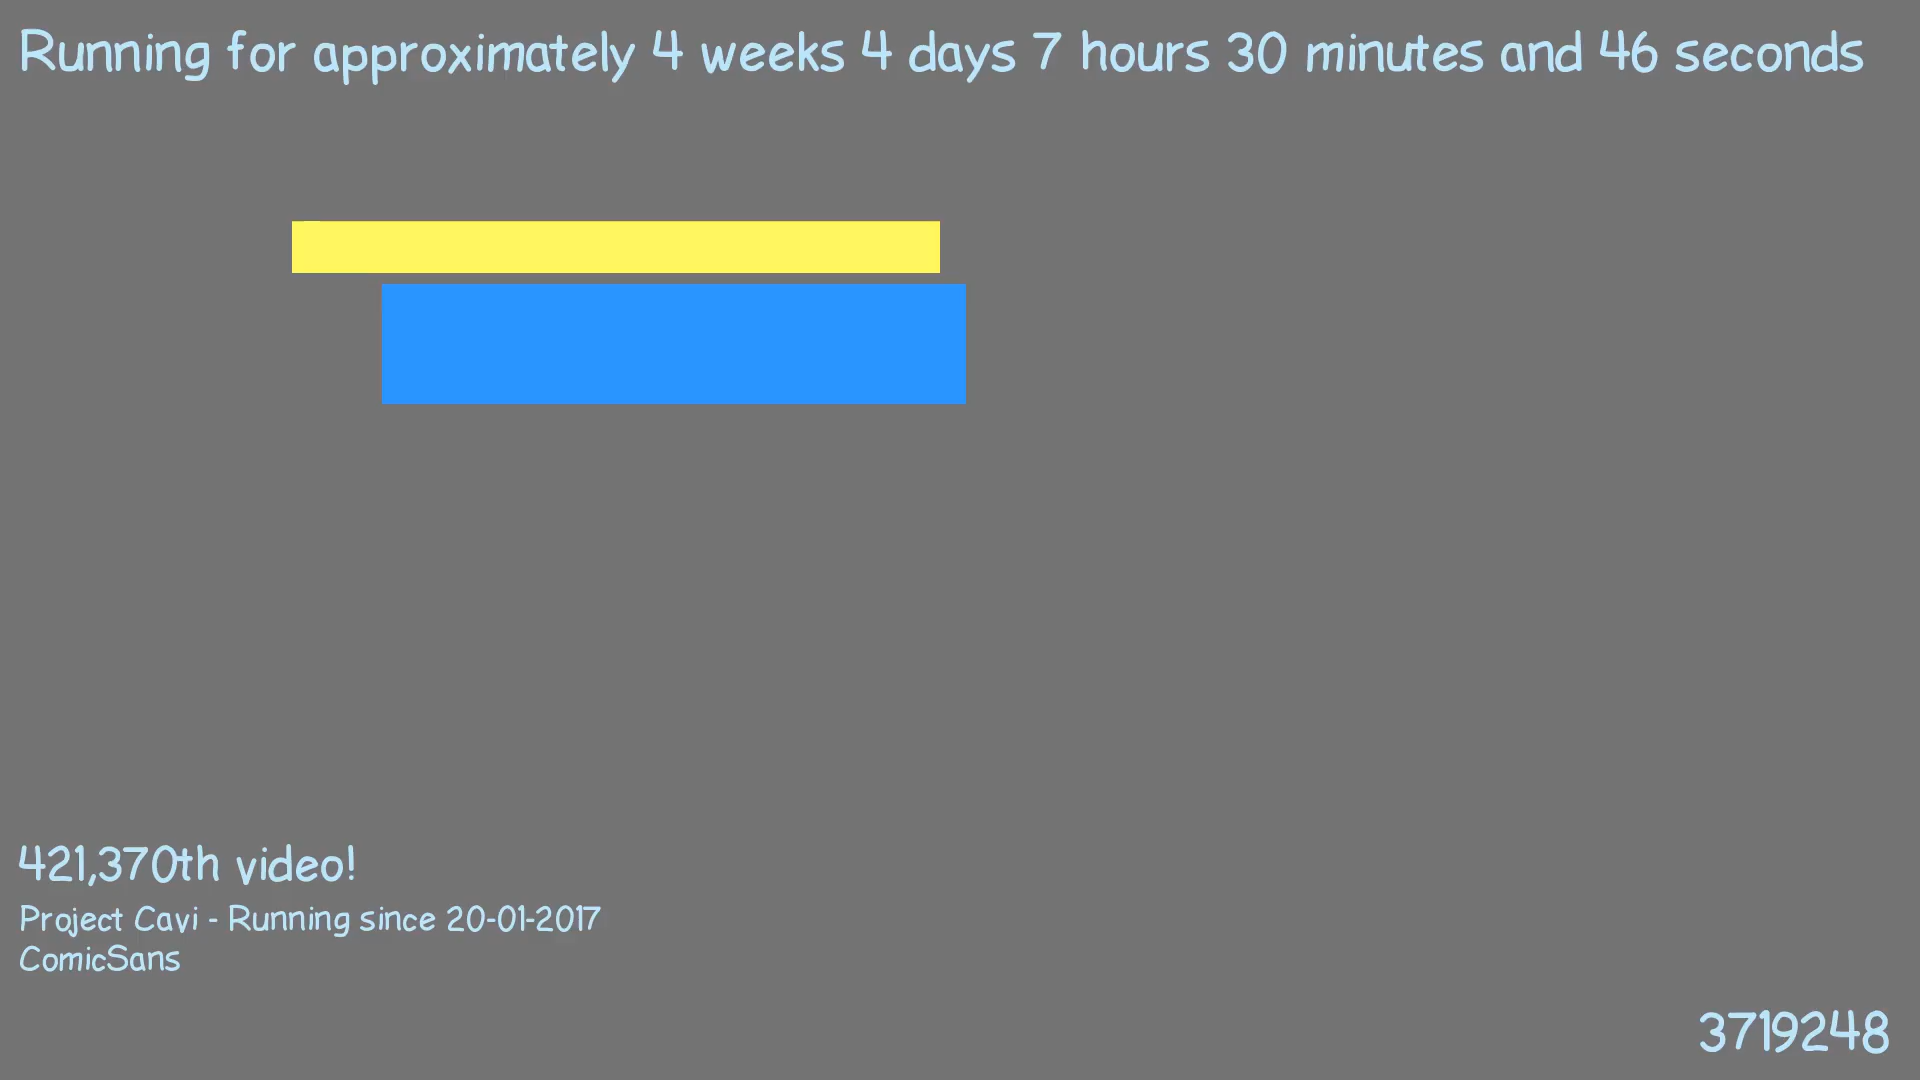 Running for approximately 4 weeks 4 days 7 hours 30 minutes and 46 seconds
421,370th video!
Project Cavi - Running since 20-01-2017
ComicSans
3719248